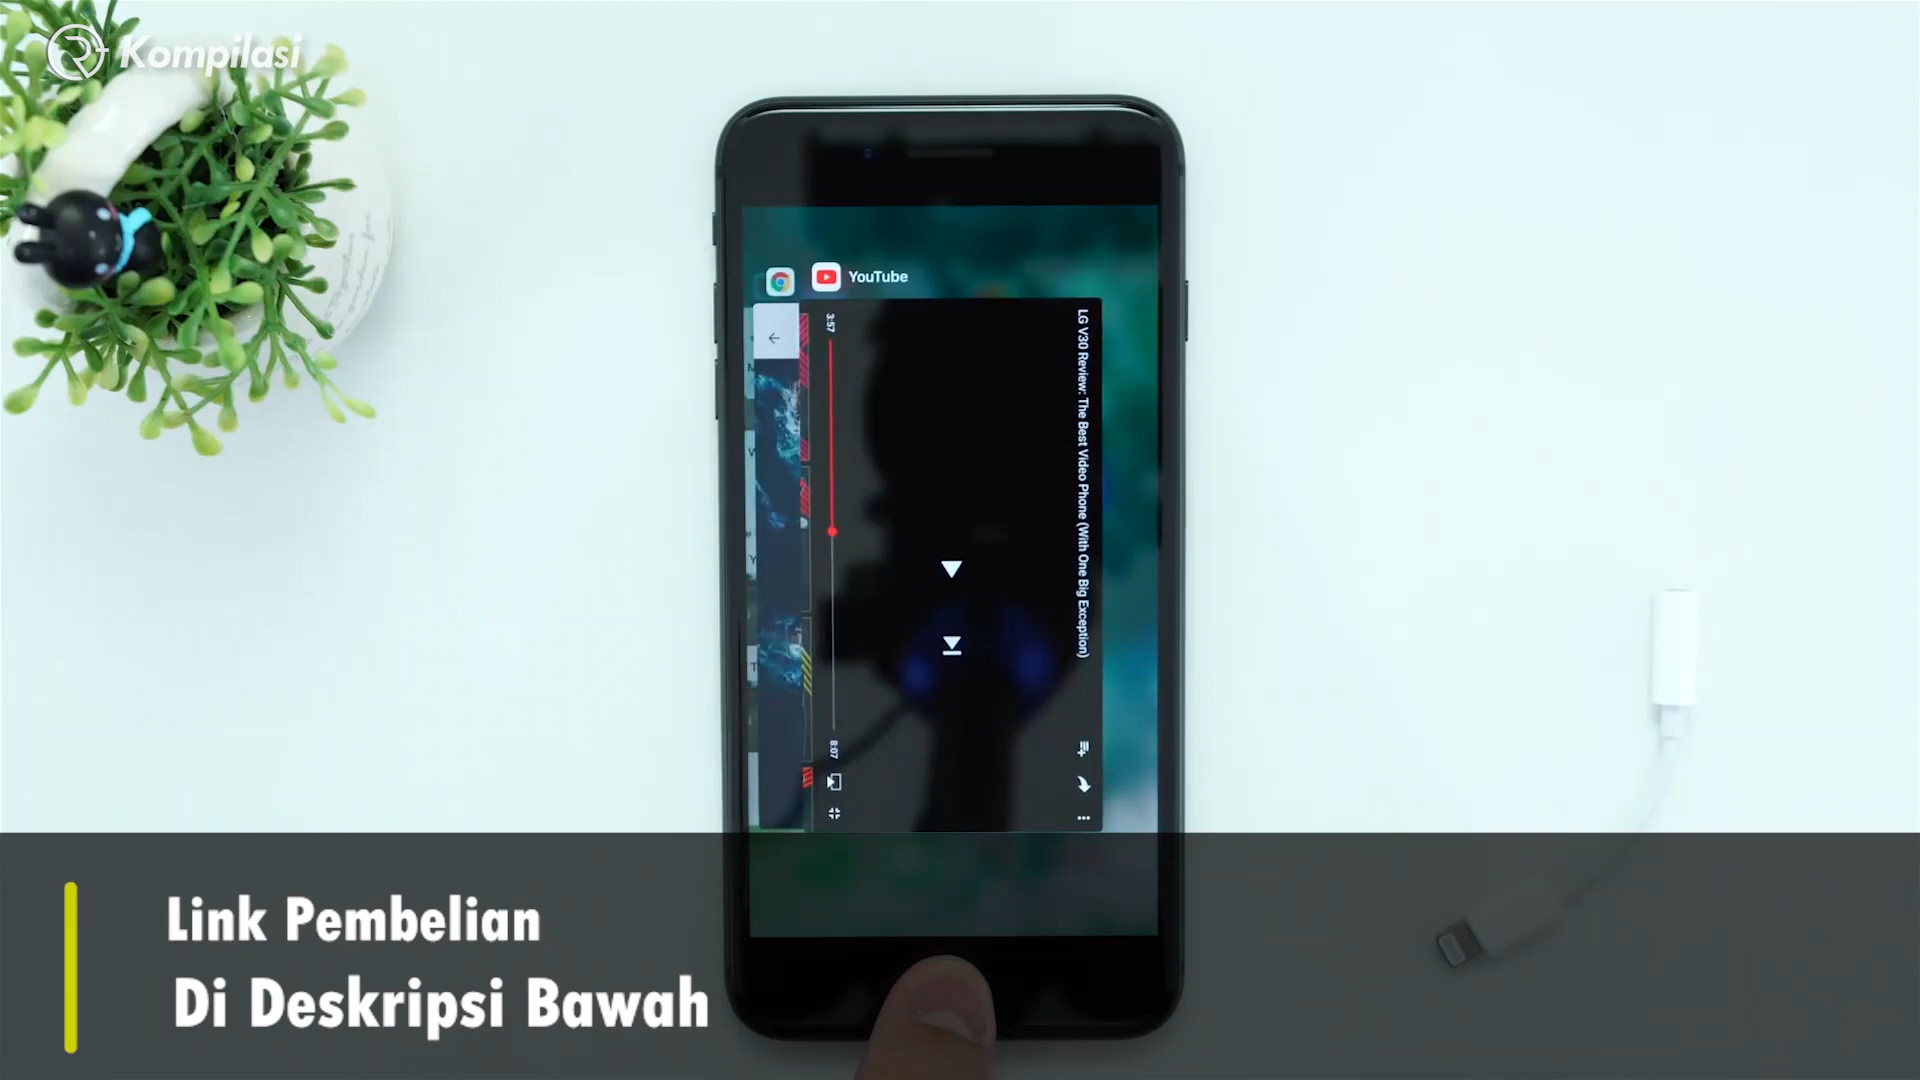 Kompilasi
YouTube
LG V30 Review: The Best Video Phone (With One Big Exception)
3:57
8:07
Link Pembelian
Di Deskripsi Bawah